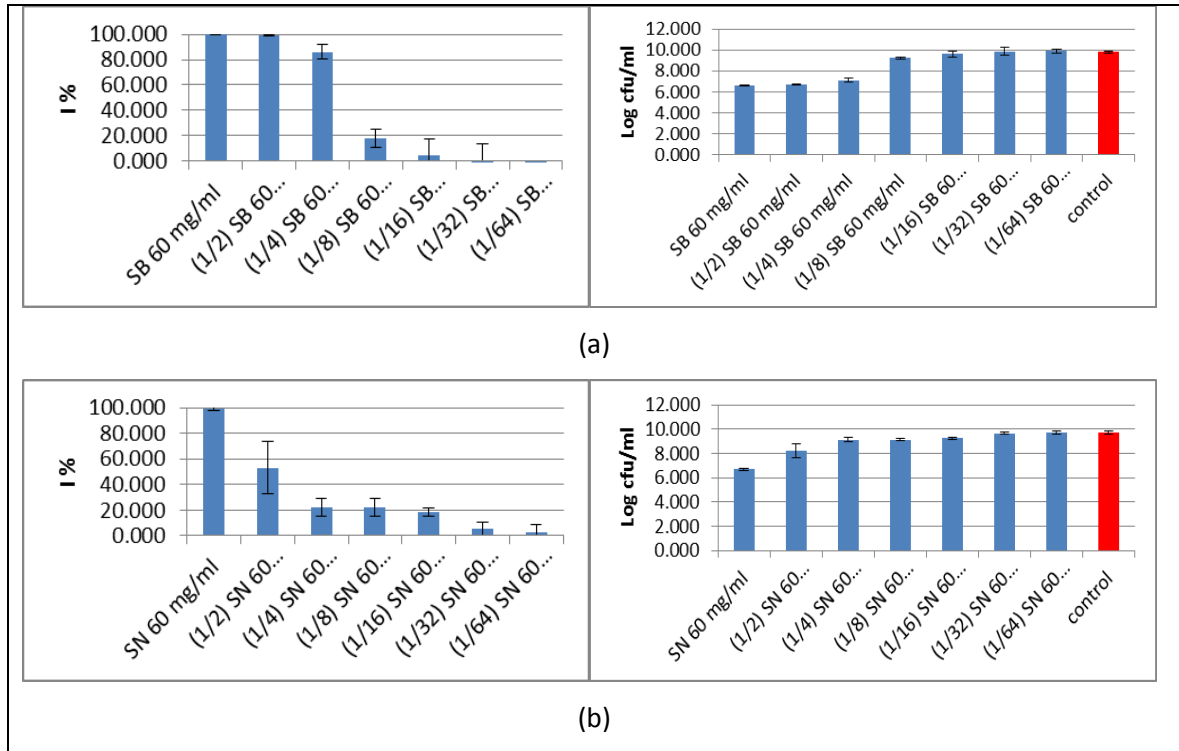 100.000
80.000
60.000
40.000
20.000
0.000
I %
SB 60 mg/ml
(1/2) SB 60...
(1/4) SB 60...
(1/8) SB 60...
(1/16) SB...
(1/32) SB...
(1/64) SB...
12.000
10.000
8.000
6.000
4.000
2.000
0.000
Log cfu/ml
SB 60 mg/ml
(1/2) SB 60 mg/ml
(1/4) SB 60 mg/ml
(1/8) SB 60 mg/ml
(1/16) SB 60...
(1/32) SB 60...
(1/64) SB 60...
control
(a)
100.000
80.000
60.000
40.000
20.000
0.000
I %
SN 60 mg/ml
(1/2) SN 60...
(1/4) SN 60...
(1/8) SN 60...
(1/16) SN 60...
(1/32) SN 60...
(1/64) SN 60...
12.000
10.000
8.000
6.000
4.000
2.000
0.000
Log cfu/ml
SN 60 mg/ml
(1/2) SN 60...
(1/4) SN 60...
(1/8) SN 60...
(1/16) SN 60...
(1/32) SN 60...
(1/64) SN 60...
control
(b)